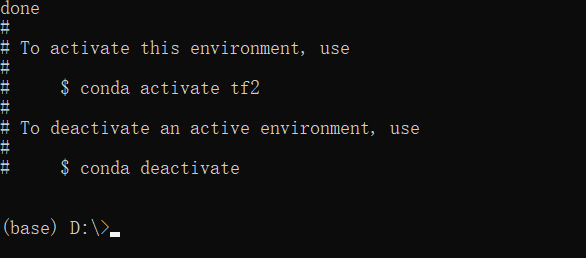 done
#
# To activate this environment, use
#
#     $ conda activate tf2
#
# To deactivate an active environment, use
#
#     $ conda deactivate
(base) D:\>